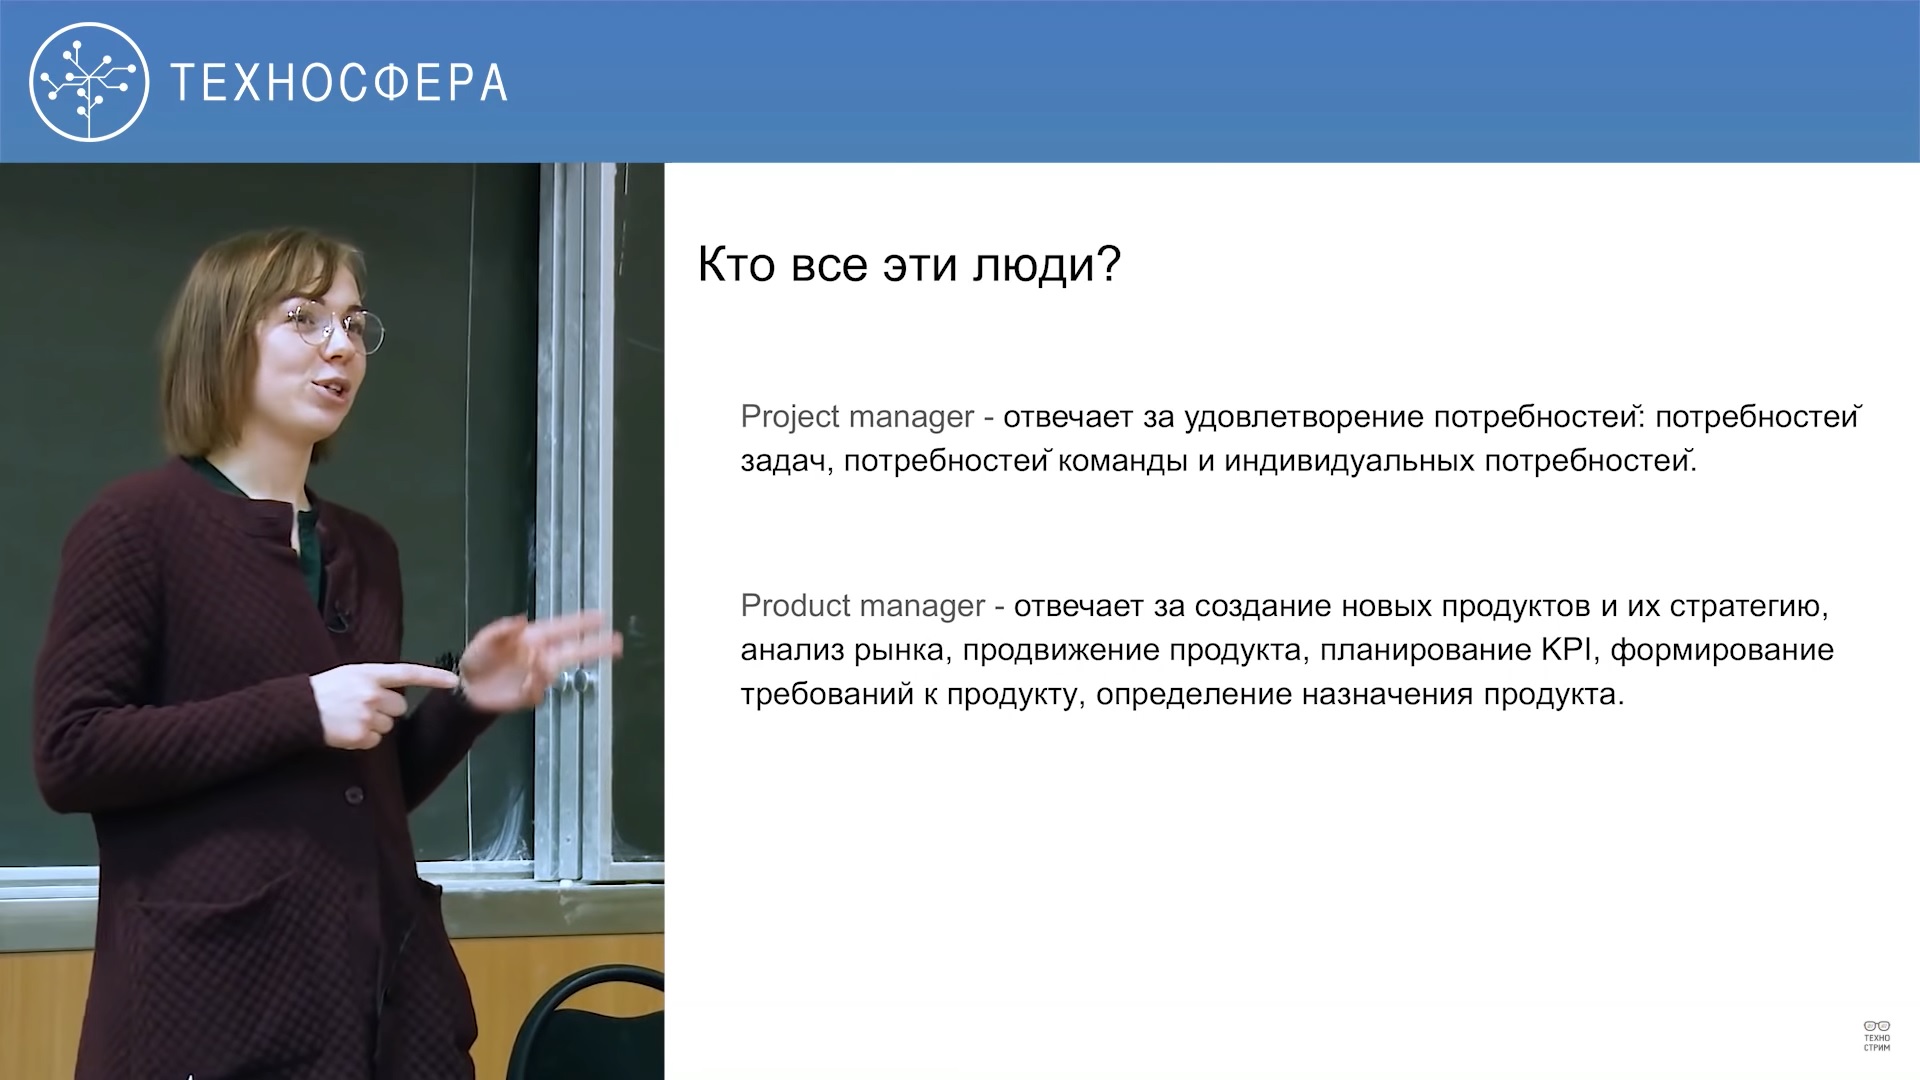 ТЕХНОСФЕРА
Кто все эти люди?
Project manager - отвечает за удовлетворение потребностей: потребностей
задач, потребностей команды и индивидуальных потребностей.
Product manager - отвечает за создание новых продуктов и их стратегию,
анализ рынка, продвижение продукта, планирование KPI, формирование
требований к продукту, определение назначения продукта.
ТЕХНО
СТРИМ